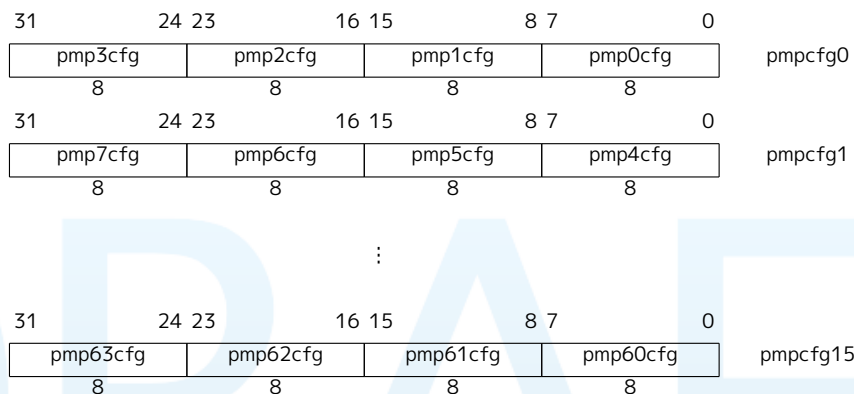 31 24 23 16 15 8 7 0
pmp3cfg pmp2cfg pmp1cfg pmp0cfg pmpcfg0
8 8 8 8
31 24 23 16 15 8 7 0
pmp7cfg pmp6cfg pmp5cfg pmp4cfg pmpcfg1
8 8 8 8
⋮
31 24 23 16 15 8 7 0
pmp63cfg pmp62cfg pmp61cfg pmp60cfg pmpcfg15
8 8 8 8